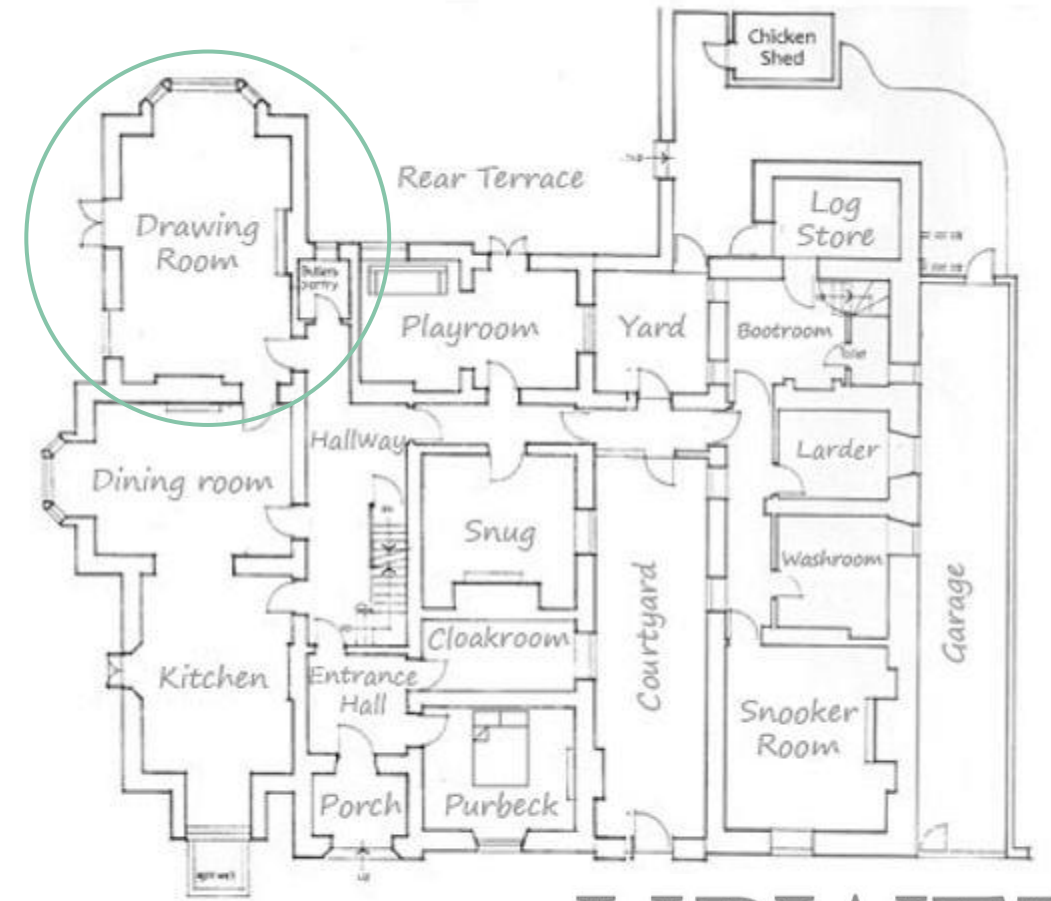 Chicken
Shed
Rear Terrace
Log
Store
Drawing
Room
Butlers
pantry
Playroom
Yard
Bootroom
Toilet
Hallway
Larder
Dining room
Snug
Washroom
Courtyard
Garage
Cloakroom
Kitchen
Entrance
Hall
Snooker
Room
Porch
Purbeck